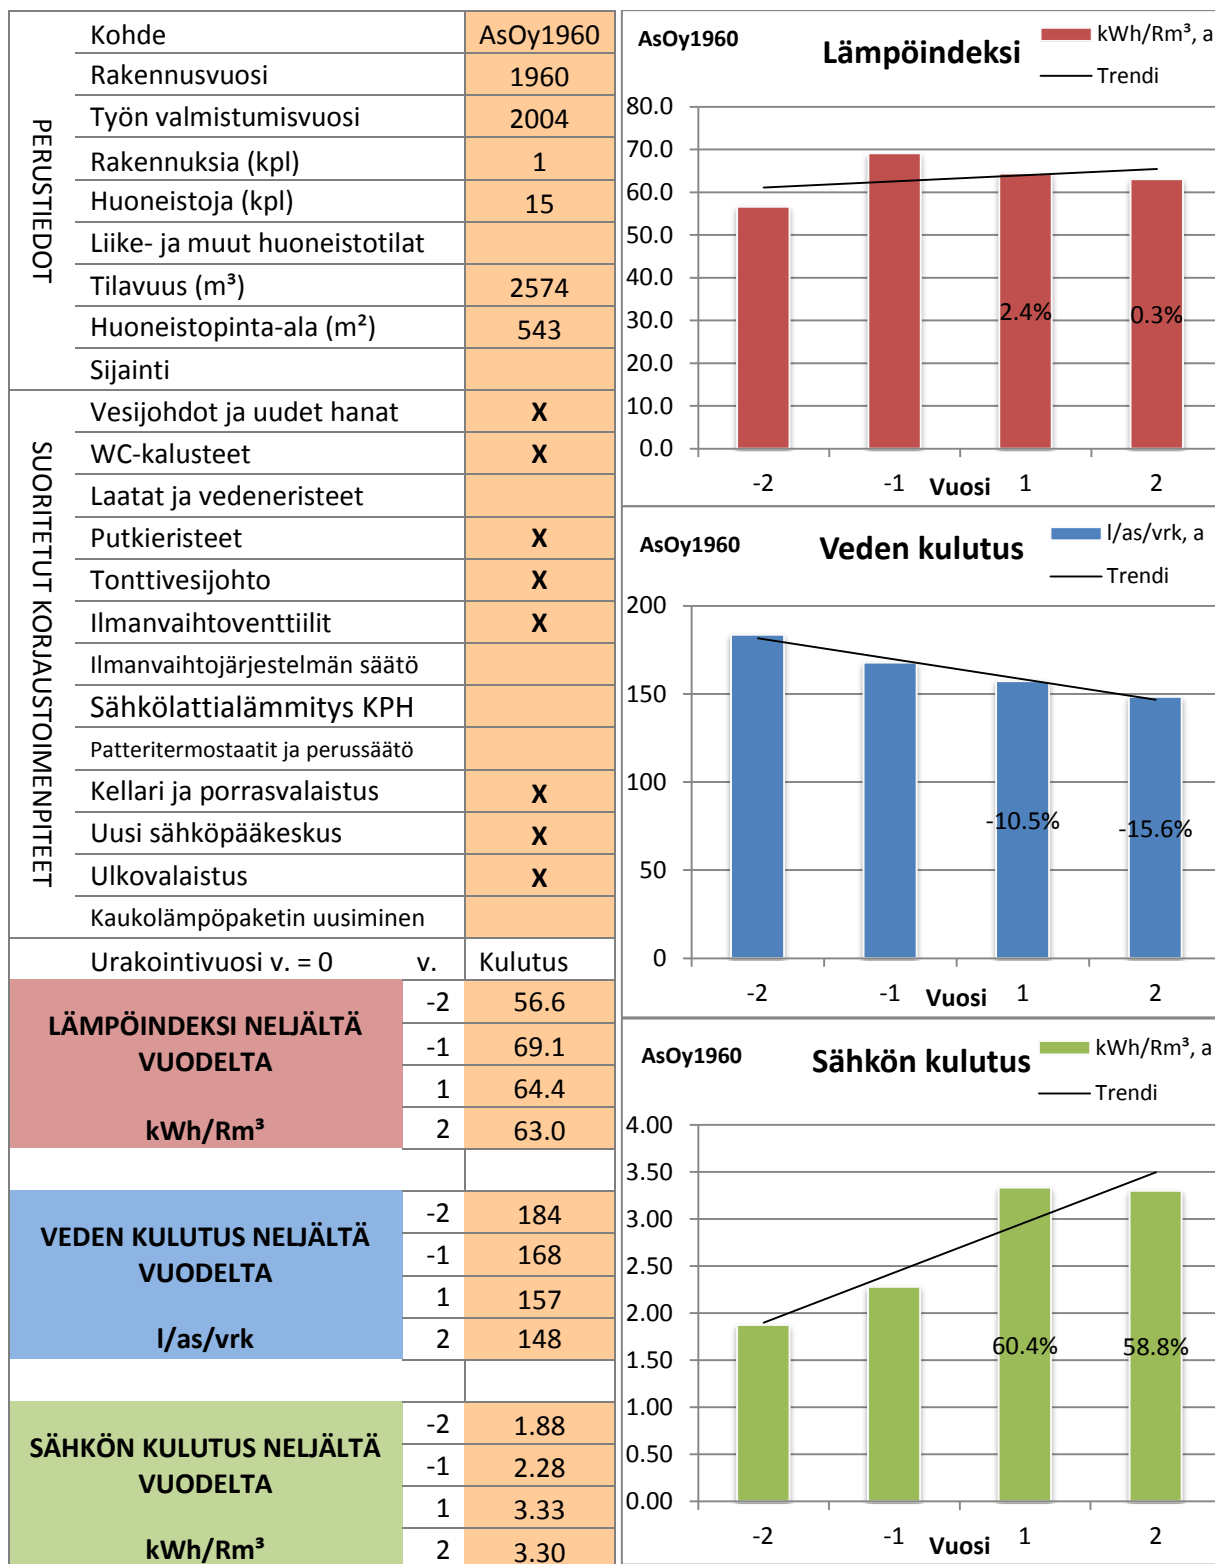 Kohde AsOy1960
Rakennusvuosi 1960
Työn valmistumisvuosi 2004
Rakennuksia (kpl) 1
Huoneistoja (kpl) 15
Liike- ja muut huoneistotilat
Tilavuus (m³) 2574
Huoneistopinta-ala (m²) 543
Sijainti
PERUSTIEDOT
Vesijohdot ja uudet hanat X
WC-kalusteet X
Laatat ja vedeneristeet
Putkieristeet X
Tonttivesijohto X
Ilmanvaihtoventtiilit X
Ilmanvaihtojärjestelmän säätö
Sähkölattialämmitys KPH
Patteritermostaatit ja perussäätö
Kellari ja porrasvalaistus X
Uusi sähköpääkeskus X
Ulkovalaistus X
Kaukolämpöpaketin uusiminen
SUORITETUT KORJAUSTOIMENPITEET
Urakointivuosi v. = 0 v. Kulutus
LÄMPÖINDEKSI NELJÄLTÄ
VUODELTA
kWh/Rm³
-2 56.6
-1 69.1
1 64.4
2 63.0
VEDEN KULUTUS NELJÄLTÄ
VUODELTA
l/as/vrk
-2 184
-1 168
1 157
2 148
SÄHKÖN KULUTUS NELJÄLTÄ
VUODELTA
kWh/Rm³
-2 1.88
-1 2.28
1 3.33
2 3.30
AsOy1960 Lämpöindeksi kWh/Rm³, a
Trendi
80.0
70.0
60.0
50.0
40.0
30.0
20.0
10.0
0.0
2.4% 0.3%
-2 -1 Vuosi 1 2
AsOy1960 Veden kulutus l/as/vrk, a
Trendi
200
150
100
50
0
-10.5% -15.6%
-2 -1 Vuosi 1 2
AsOy1960 Sähkön kulutus kWh/Rm³, a
Trendi
4.00
3.50
3.00
2.50
2.00
1.50
1.00
0.50
0.00
60.4% 58.8%
-2 -1 Vuosi 1 2